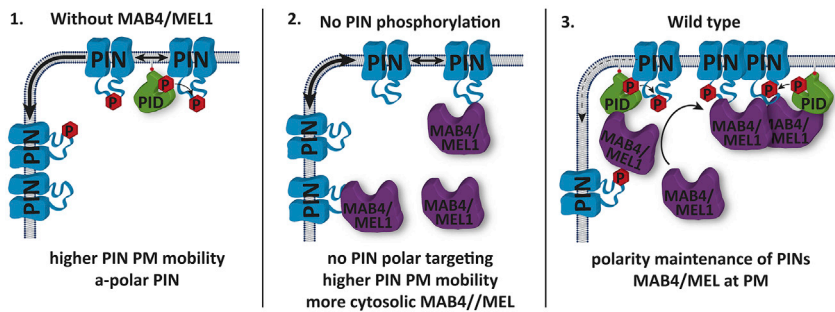 1. Without MAB4/MEL1
PIN PIN
P PID P P
PIN P
PIN
higher PIN PM mobility
a-polar PIN
2. No PIN phosphorylation
PIN PIN
MAB4/
MEL1
PIN
PIN
MAB4/
MEL1
MAB4/
MEL1
no PIN polar targeting
higher PIN PM mobility
more cytosolic MAB4//MEL
3. Wild type
PIN PIN PIN
PID P P P P P PID
MAB4/
MEL1
MAB4/
MEL1
P
PIN
MAB4/
MEL1
polarity maintenance of PINs
MAB4/MEL at PM